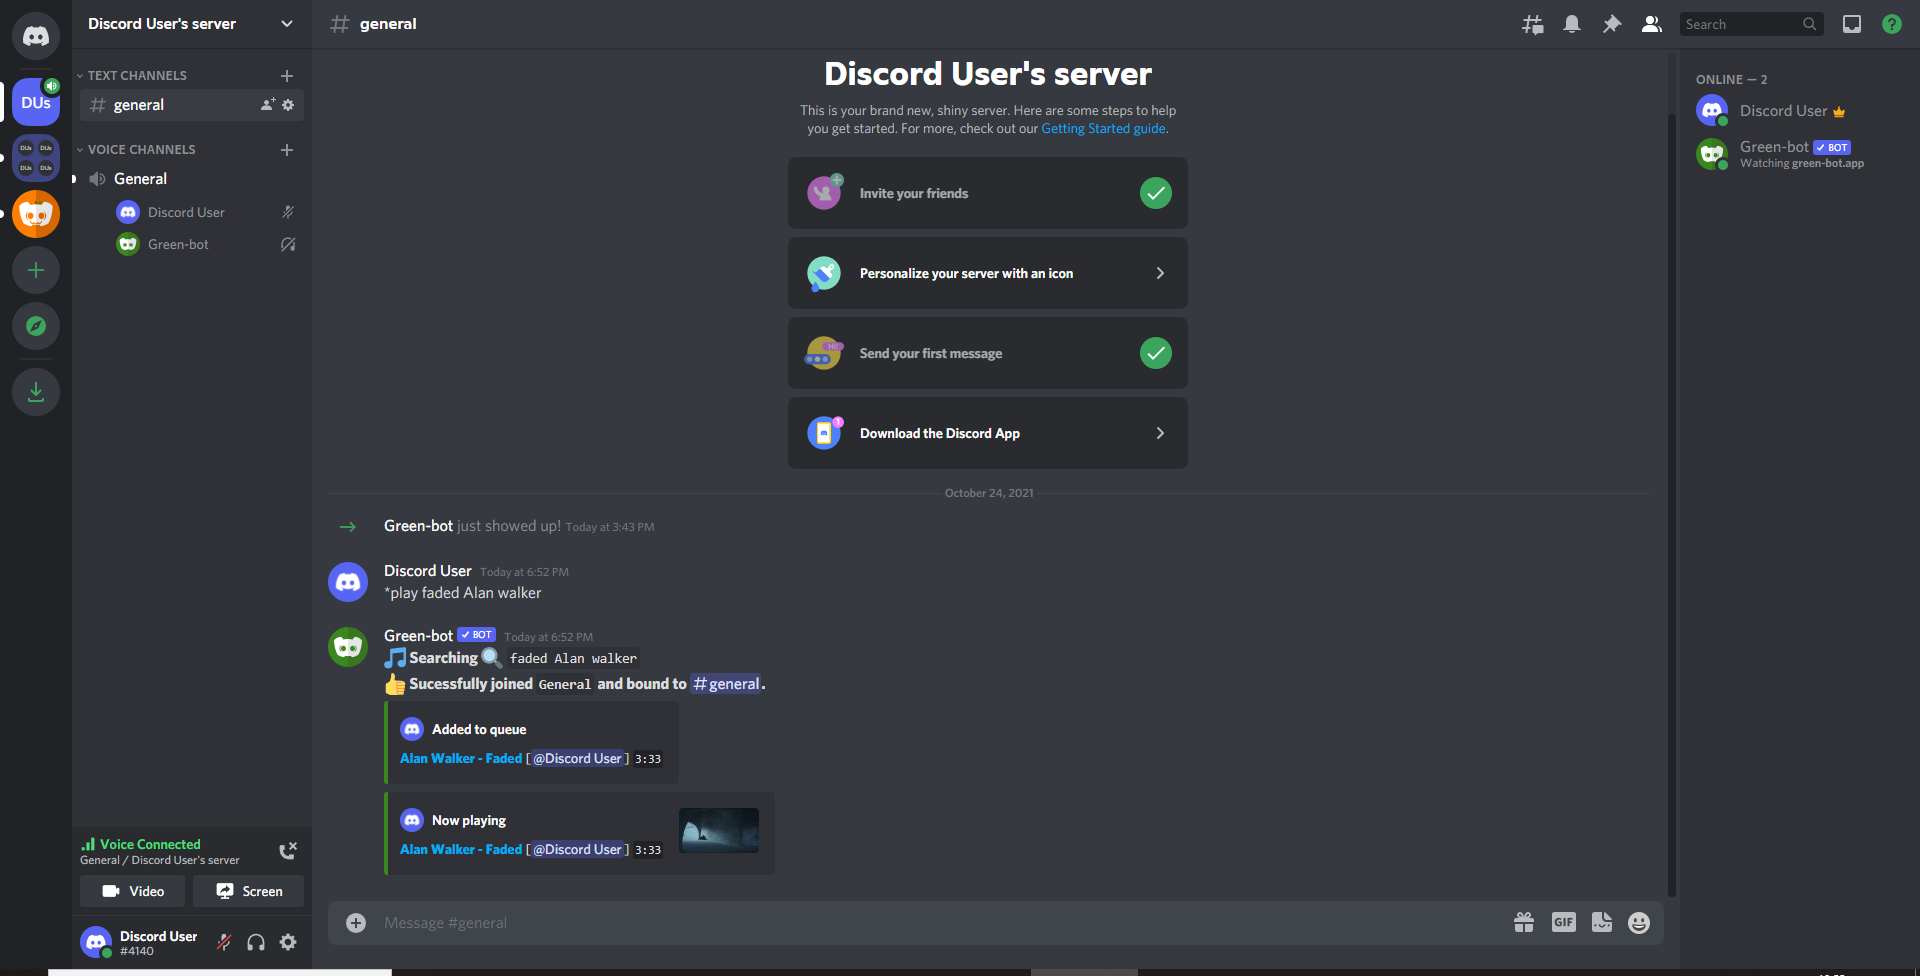 Discord User's server
# general
Search
DUs
TEXT CHANNELS
general
VOICE CHANNELS
General
Discord User
Green-bot
DUs DUs
DUs DUs
Discord User's server
This is your brand new, shiny server. Here are some steps to help
you get started. For more, check out our Getting Started guide.
Invite your friends
Personalize your server with an icon
Hi!
Send your first message
1
Download the Discord App
October 24, 2021
Green-bot just showed up! Today at 3:43 PM
Discord User Today at 6:52 PM
*play faded Alan walker
Green-bot BOT Today at 6:52 PM
Searching faded Alan walker
Sucessfully joined General and bound to #general.
Added to queue
Alan Walker - Faded [ @Discord User ] 3:33
Now playing
Alan Walker - Faded [ @Discord User ] 3:33
Message #general
GIF
ONLINE — 2
Discord User
Green-bot BOT
Watching green-bot.app
Voice Connected
General / Discord User's server
Video
Screen
Discord User
#4140